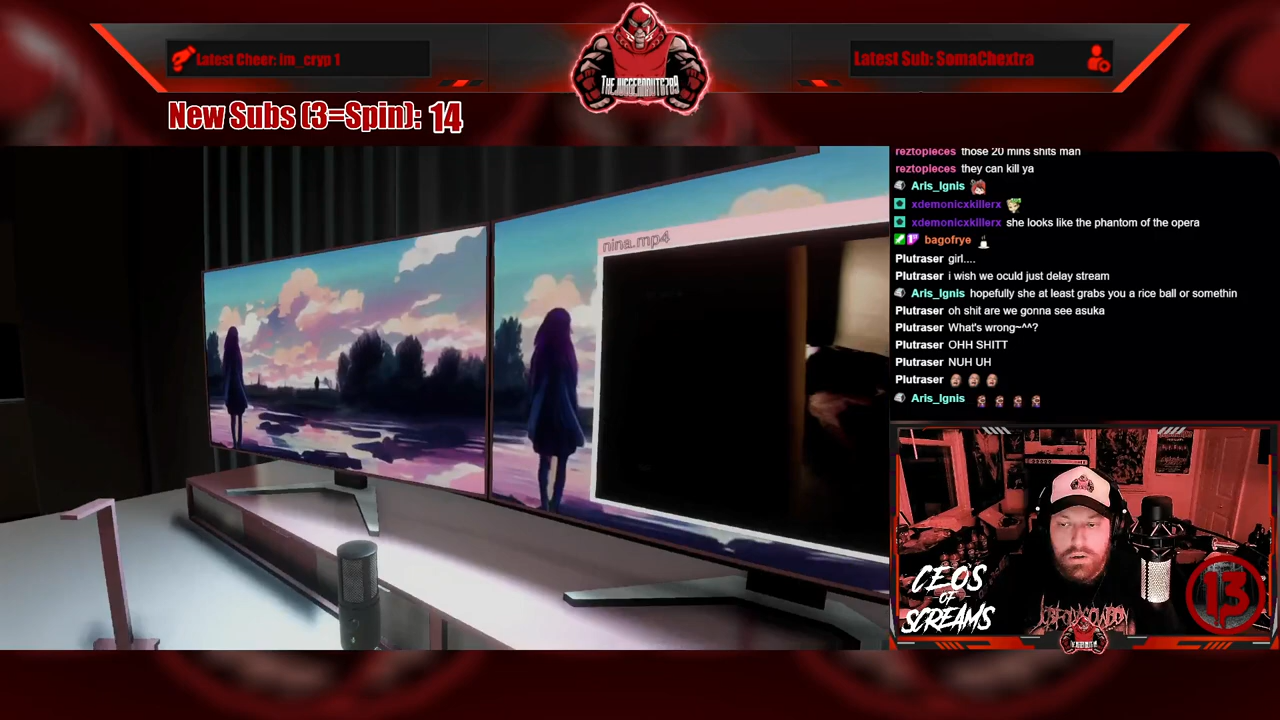 Latest Cheer: Im_cryp 1
THEJUGGERNAUT6789
Latest Sub: SomaChextra
New Subs (3=Spin): 14
nina.mp4
reztopieces those 20 mins shits man
reztopieces they can kill ya
Aris_Ignis
xdemonicxkillerx
xdemonicxkillerx she looks like the phantom of the opera
bagofrye
Plutraser girl....
Plutraser i wish we oculd just delay stream
Aris_Ignis hopefully she at least grabs you a rice ball or somethin
Plutraser oh shit are we gonna see asuka
Plutraser What's wrong~^^?
Plutraser OHH SHITT
Plutraser NUH UH
Plutraser
Aris_Ignis
CEOS
OF
SCREAMS
13